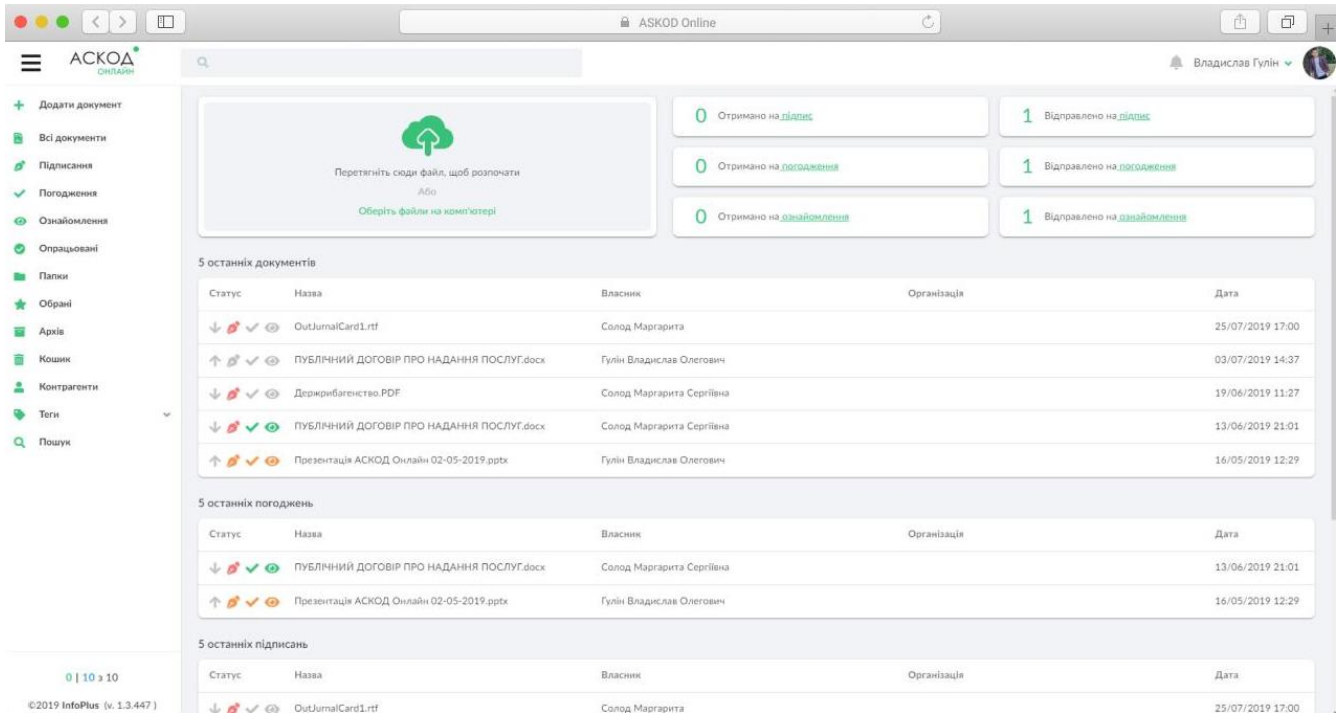 ASKOD Online
АСКОД
ОНЛАЙН
Владислав Гулін
Додати документ
Всі документи
Підписання
Погодження
Ознайомлення
Опрацьовані
Папки
Обрані
Архів
Кошик
Контрагенти
Теги
Пошук
0 | 10 з 10
©2019 InfoPlus (v. 1.3.447 )
Перетягніть сюди файл, щоб розпочати
Або
Оберіть файли на комп'ютері
0 Отримано на підпис
1 Відправлено на підпис
0 Отримано на погодження
1 Відправлено на погодження
0 Отримано на ознайомлення
1 Відправлено на ознайомлення
5 останніх документів
Статус Назва Власник Організація Дата
OutJurnalCard1.rtf Солод Маргарита 25/07/2019 17:00
ПУБЛІЧНИЙ ДОГОВІР ПРО НАДАННЯ ПОСЛУГ.docx Гулін Владислав Олегович 03/07/2019 14:37
Держрибагенство.PDF Солод Маргарита Сергіївна 19/06/2019 11:27
ПУБЛІЧНИЙ ДОГОВІР ПРО НАДАННЯ ПОСЛУГ.docx Солод Маргарита Сергіївна 13/06/2019 21:01
Презентація АСКОД Онлайн 02-05-2019.pptx Гулін Владислав Олегович 16/05/2019 12:29
5 останніх погоджень
Статус Назва Власник Організація Дата
ПУБЛІЧНИЙ ДОГОВІР ПРО НАДАННЯ ПОСЛУГ.docx Солод Маргарита Сергіївна 13/06/2019 21:01
Презентація АСКОД Онлайн 02-05-2019.pptx Гулін Владислав Олегович 16/05/2019 12:29
5 останніх підписань
Статус Назва Власник Організація Дата
OutJurnalCard1.rtf Солод Маргарита 25/07/2019 17:00